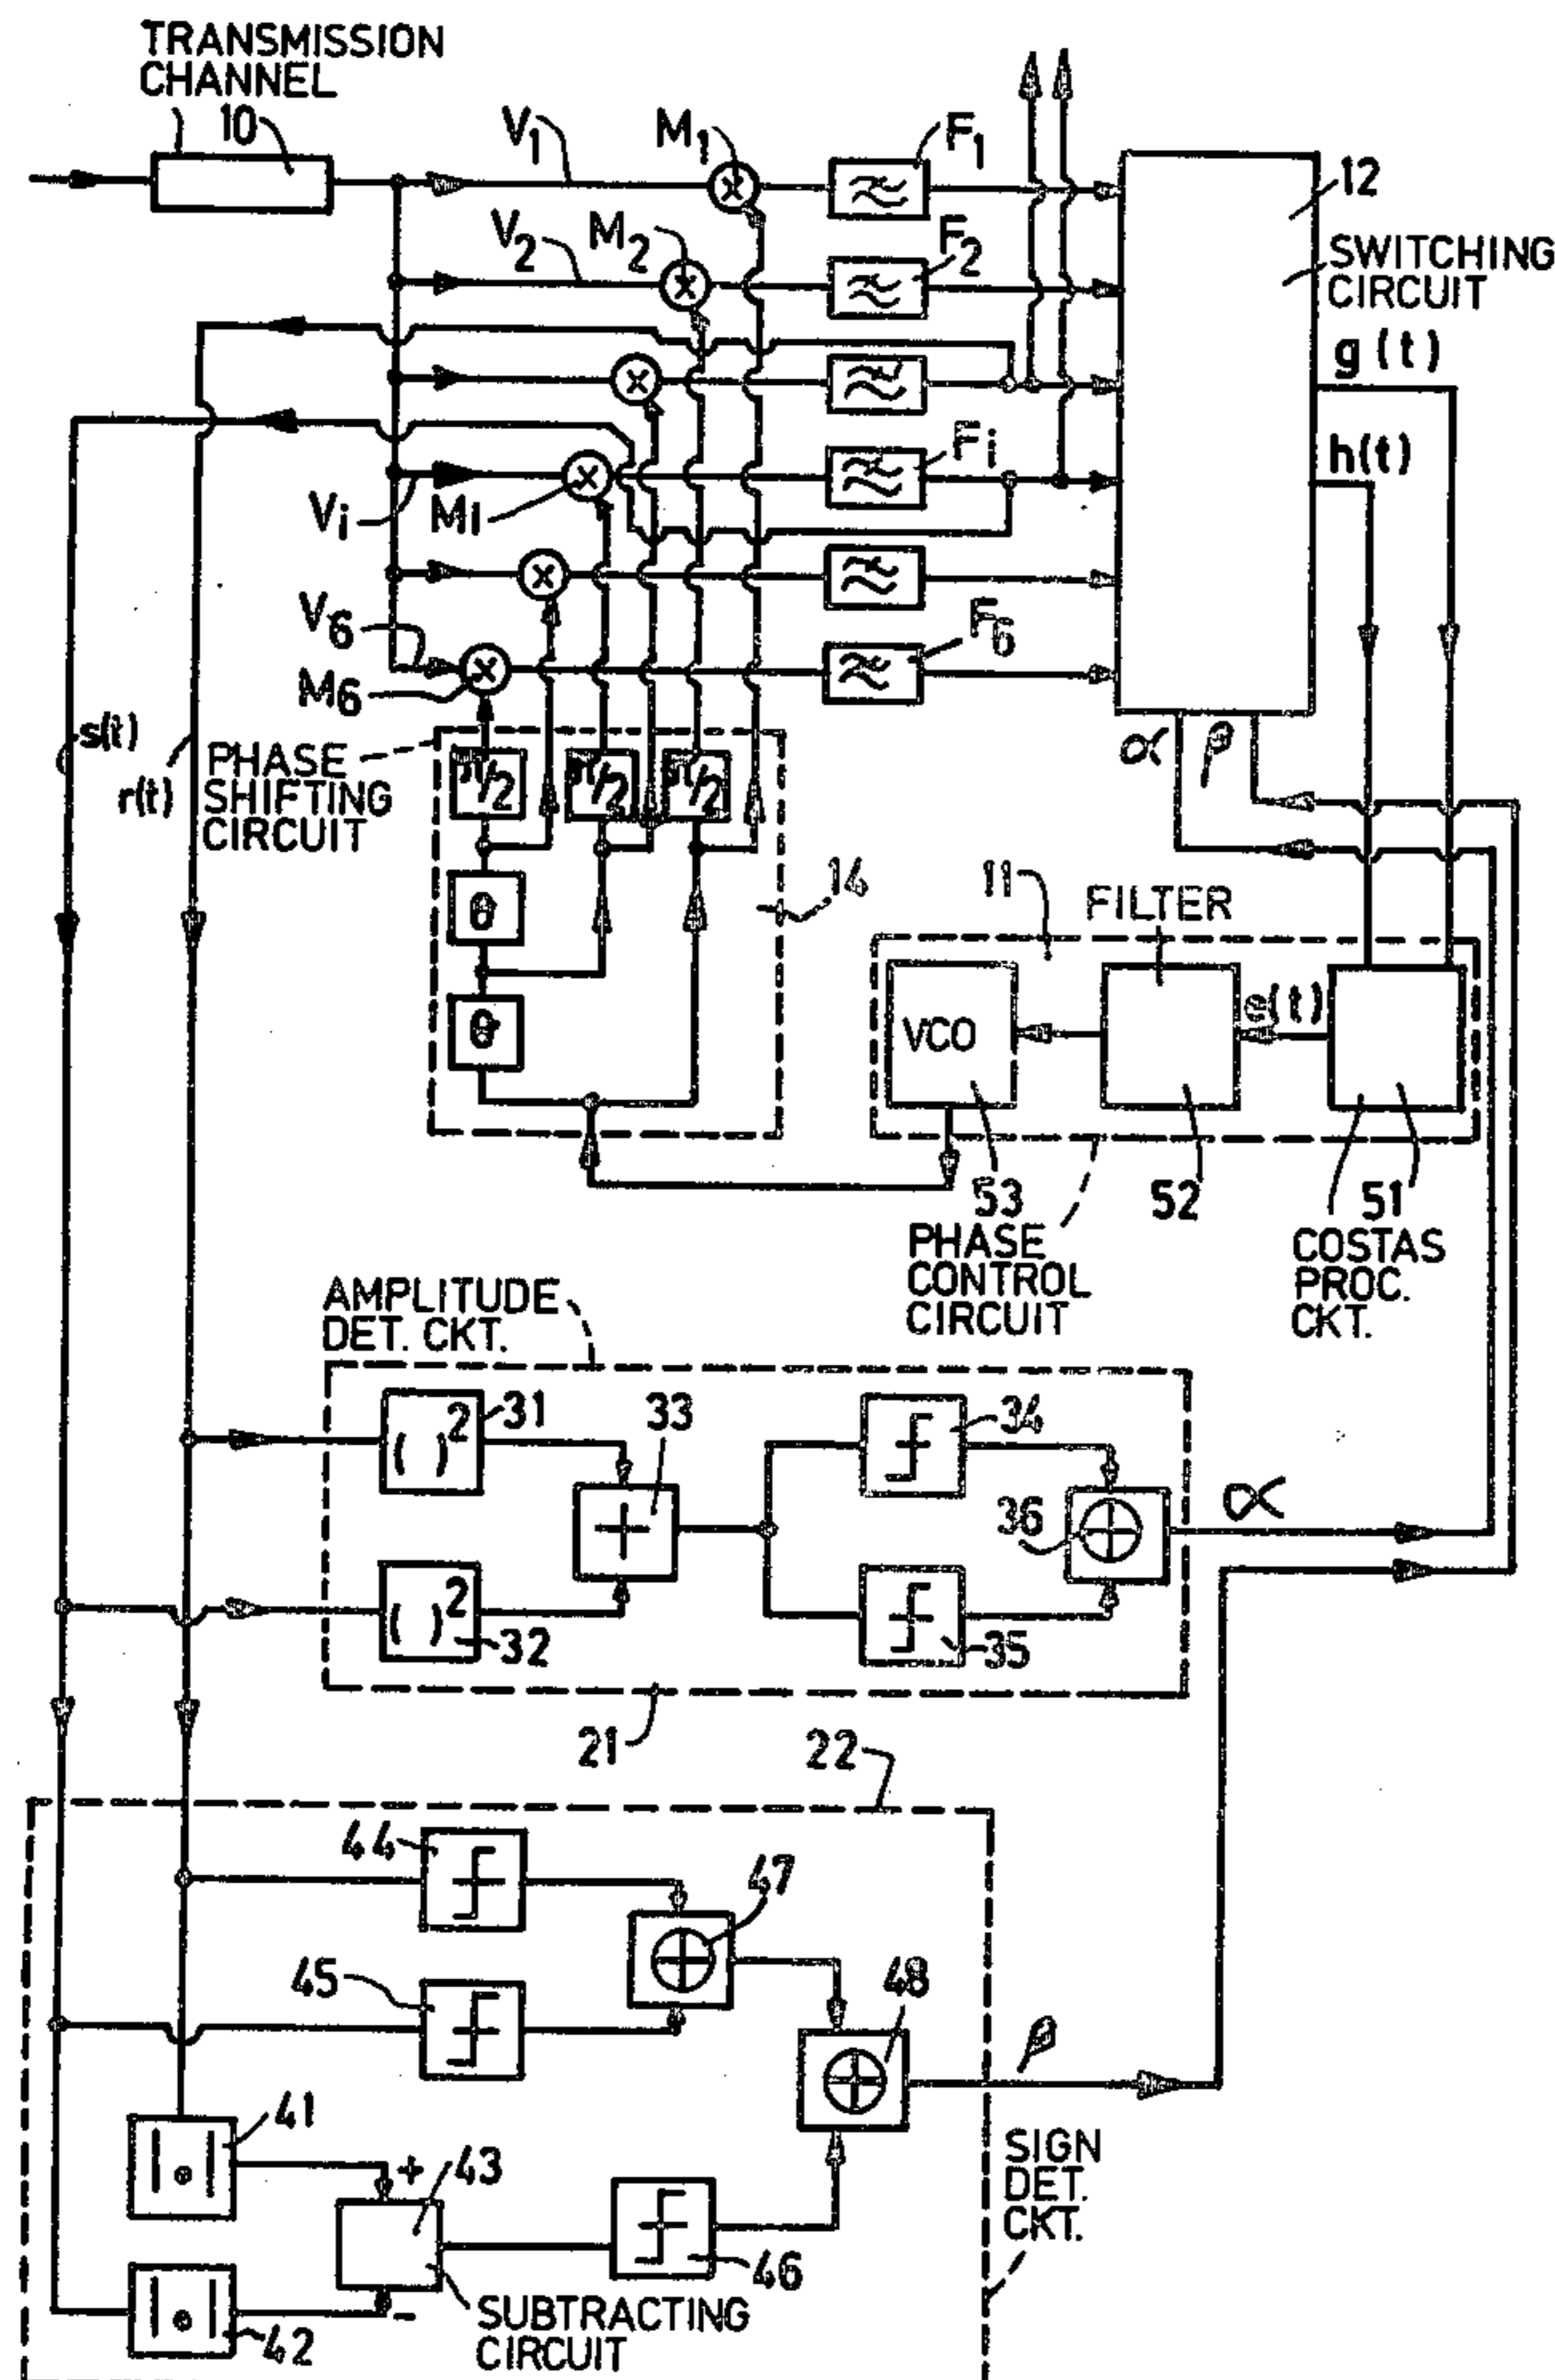 TRANSMISSION
CHANNEL
10
V1
M1
F1
12
V2
M2
F2
SWITCHING
CIRCUIT
g(t)
h(t)
Fi
Vi
Mi
V6
M6
F6
s(t)
r(t)
PHASE
SHIFTING
CIRCUIT
π/2
π/2
π/2
α
β
14
θ
θ
11
FILTER
VCO
e(t)
53
52
51
PHASE
CONTROL
CIRCUIT
COSTAS
PROC.
CKT.
AMPLITUDE
DET. CKT.
( )2
31
33
34
+
36
α
( )2
32
35
21
22
44
47
45
48
β
41
+
43
SIGN
DET.
CKT.
46
-
42
SUBTRACTING
CIRCUIT